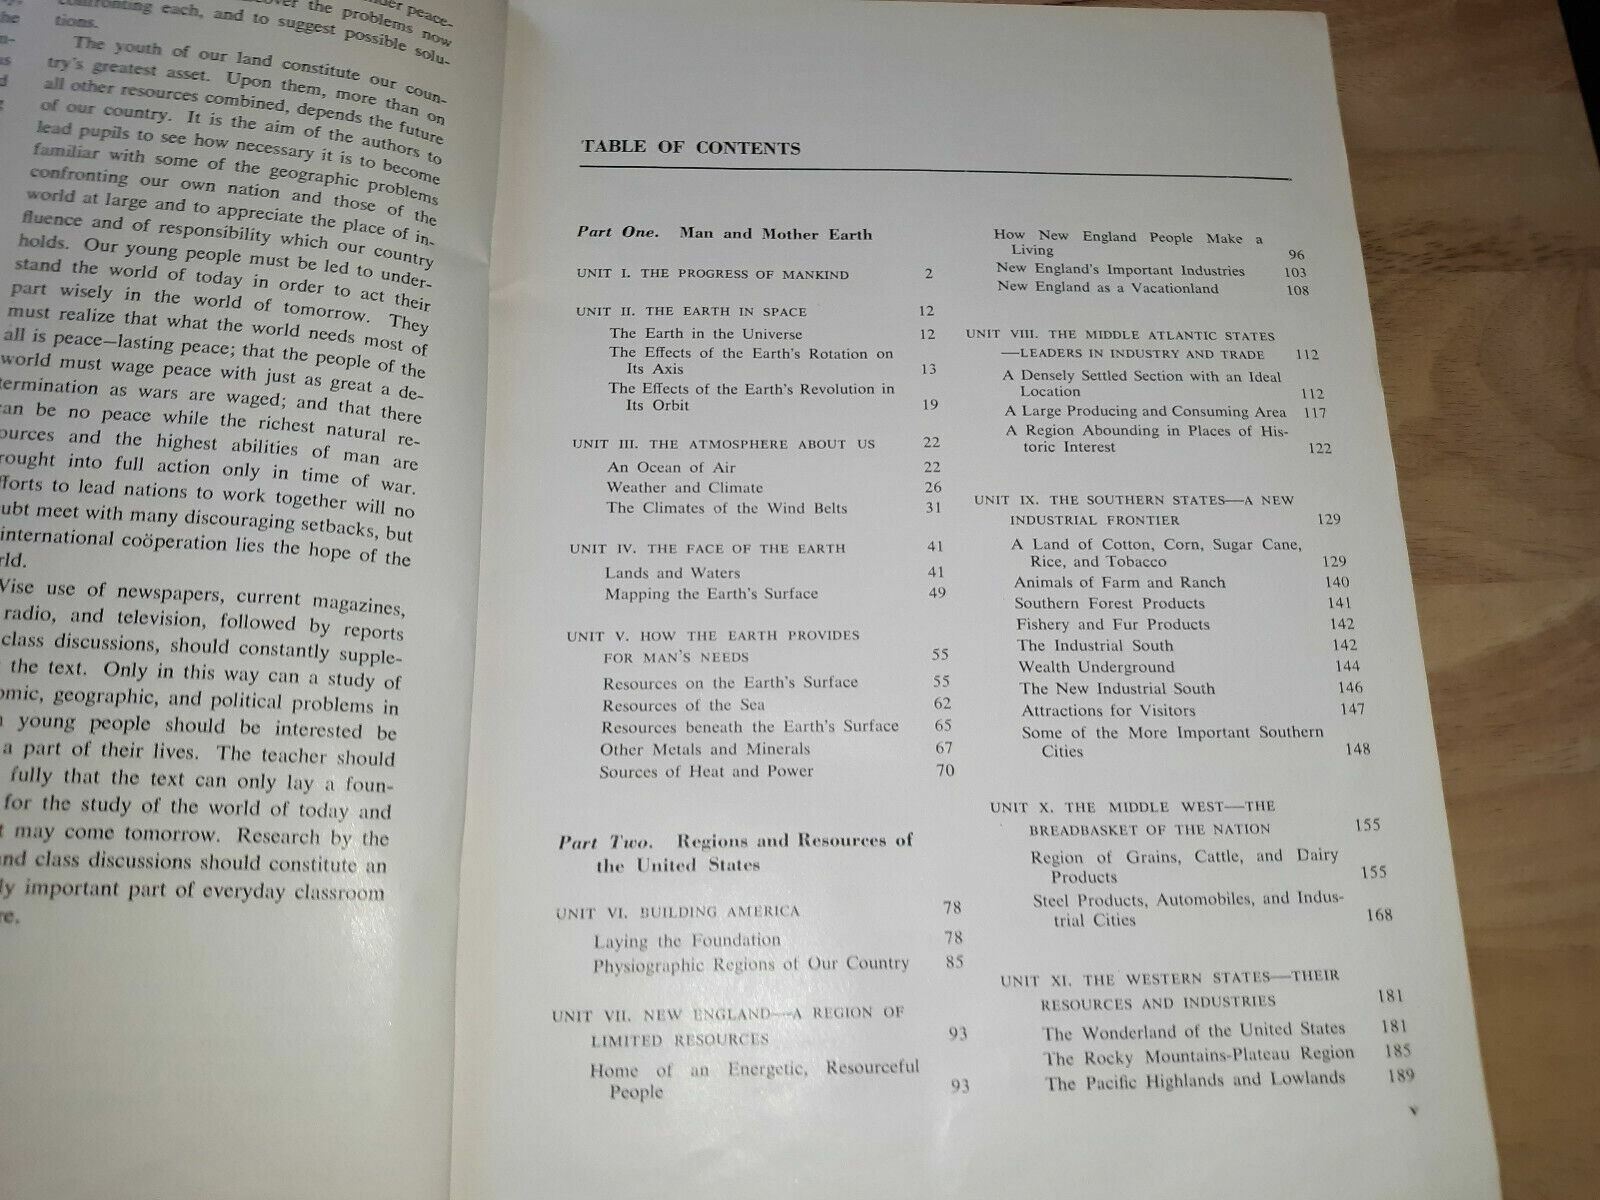 under peace-
the problems now
confronting each, and to suggest possible solu-
tions.
The youth of our land constitute our coun-
try's greatest asset. Upon them, more than on
all other resources combined, depends the future
of our country. It is the aim of the authors to
lead pupils to see how necessary it is to become
familiar with some of the geographic problems
confronting our own nation and those of the
world at large and to appreciate the place of in-
fluence and of responsibility which our country
holds. Our young people must be led to under-
stand the world of today in order to act their
part wisely in the world of tomorrow. They
must realize that what the world needs most of
all is peace—lasting peace; that the people of the
world must wage peace with just as great a de-
termination as wars are waged; and that there
can be no peace while the richest natural re-
ources and the highest abilities of man are
rought into full action only in time of war.
fforts to lead nations to work together will no
ubt meet with many discouraging setbacks, but
international coöperation lies the hope of the
rld.
Wise use of newspapers, current magazines,
radio, and television, followed by reports
class discussions, should constantly supple-
the text. Only in this way can a study of
omic, geographic, and political problems in
young people should be interested be
a part of their lives. The teacher should
fully that the text can only lay a foun-
for the study of the world of today and
t may come tomorrow. Research by the
nd class discussions should constitute an
ly important part of everyday classroom
re.
TABLE OF CONTENTS
Part One. Man and Mother Earth
UNIT I. THE PROGRESS OF MANKIND 2
UNIT II. THE EARTH IN SPACE 12
The Earth in the Universe 12
The Effects of the Earth's Rotation on
Its Axis 13
The Effects of the Earth's Revolution in
Its Orbit 19
UNIT III. THE ATMOSPHERE ABOUT US 22
An Ocean of Air 22
Weather and Climate 26
The Climates of the Wind Belts 31
UNIT IV. THE FACE OF THE EARTH 41
Lands and Waters 41
Mapping the Earth's Surface 49
UNIT V. HOW THE EARTH PROVIDES
FOR MAN'S NEEDS 55
Resources on the Earth's Surface 55
Resources of the Sea 62
Resources beneath the Earth's Surface 65
Other Metals and Minerals 67
Sources of Heat and Power 70
Part Two. Regions and Resources of
the United States
UNIT VI. BUILDING AMERICA 78
Laying the Foundation 78
Physiographic Regions of Our Country 85
UNIT VII. NEW ENGLAND—A REGION OF
LIMITED RESOURCES 93
Home of an Energetic, Resourceful
People 93
How New England People Make a
Living 96
New England's Important Industries 103
New England as a Vacationland 108
UNIT VIII. THE MIDDLE ATLANTIC STATES
—LEADERS IN INDUSTRY AND TRADE 112
A Densely Settled Section with an Ideal
Location 112
A Large Producing and Consuming Area 117
A Region Abounding in Places of His-
toric Interest 122
UNIT IX. THE SOUTHERN STATES—A NEW
INDUSTRIAL FRONTIER 129
A Land of Cotton, Corn, Sugar Cane,
Rice, and Tobacco 129
Animals of Farm and Ranch 140
Southern Forest Products 141
Fishery and Fur Products 142
The Industrial South 142
Wealth Underground 144
The New Industrial South 146
Attractions for Visitors 147
Some of the More Important Southern
Cities 148
UNIT X. THE MIDDLE WEST—THE
BREADBASKET OF THE NATION 155
Region of Grains, Cattle, and Dairy
Products 155
Steel Products, Automobiles, and Indus-
trial Cities 168
UNIT XI. THE WESTERN STATES—THEIR
RESOURCES AND INDUSTRIES 181
The Wonderland of the United States 181
The Rocky Mountains-Plateau Region 185
The Pacific Highlands and Lowlands 189
v